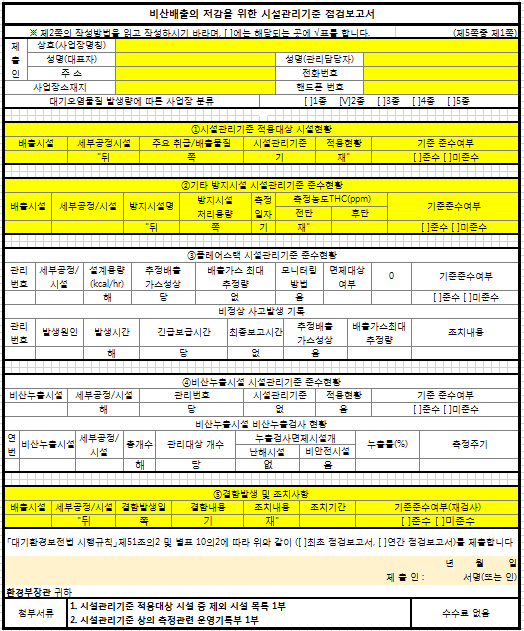 비산배출의 저감을 위한 시설관리기준 점검보고서
※ 제2쪽의 작성방법을 읽고 작성하시기 바라며, [ ]에는 해당되는 곳에 √표를 합니다. (제5쪽중 제1쪽)
제출인
상호(사업장명칭)
성명(대표자) 성명(관리담당자)
주 소 전화번호
사업장소재지 핸드폰 번호
대기오염물질 발생량에 따른 사업장 분류 [ ]1종 [V]2종 [ ]3종 [ ]4종 [ ]5종
①시설관리기준 적용대상 시설현황
배출시설 세부공정/시설 주요 취급/배출물질 시설관리기준 적용현황 기준 준수여부
"뒤 쪽 기 재" [ ]준수 [ ]미준수
②기타 방지시설 시설관리기준 준수현황
배출시설 세부공정/시설 방지시설명 방지시설 처리용량 측정 일자 측정농도THC(ppm) 기준준수여부
전단 후단
"뒤 쪽 기 재" [ ]준수 [ ]미준수
③플레어스택 시설관리기준 준수현황
관리 번호 세부공정/ 시설 설계용량 (kcal/hr) 추정배출 가스성상 배출가스 최대 추정량 모니터링 방법 면제대상 여부 0 기준준수여부
해 당 없 음 [ ]준수 [ ]미준수
비정상 사고발생 기록
관리 번호 발생원인 발생시간 긴급보급시간 최종보고시간 추정배출 가스성상 배출가스최대 추정량 조치내용
해 당 없 음
④비산누출시설 시설관리기준 준수현황
비산누출시설 세부공정/시설 관리번호 시설관리기준 적용현황 기준 준수여부
해 당 없 음 [ ]준수 [ ]미준수
비산누출시설 비산누출검사 현황
연번 비산누출시설 세부공정/ 시설 총개수 관리대상 개수 누출검사면제시설개 누출률(%) 측정주기
난해시설 비안전시설
해 당 없 음
⑤결함발생 및 조치사항
배출시설 세부공정/시설 결함발생일 결함내용 조치내용 조치기간 기준준수여부(재검사)
"뒤 쪽 기 재" [ ]준수 [ ]미준수
「대기환경보전법 시행규칙」제51조의2 및 별표 10의2에 따라 위와 같이 ([ ]최초 점검보고서, [ ]연간 점검보고서)를 제출합니다
년 월 일
제 출 인 : 서명(또는 인)
환경부장관 귀하
첨부서류
1. 시설관리기준 적용대상 시설 중 제외 시설 목록 1부
2. 시설관리기준 상의 측정관련 운영기록부 1부
수수료 없음